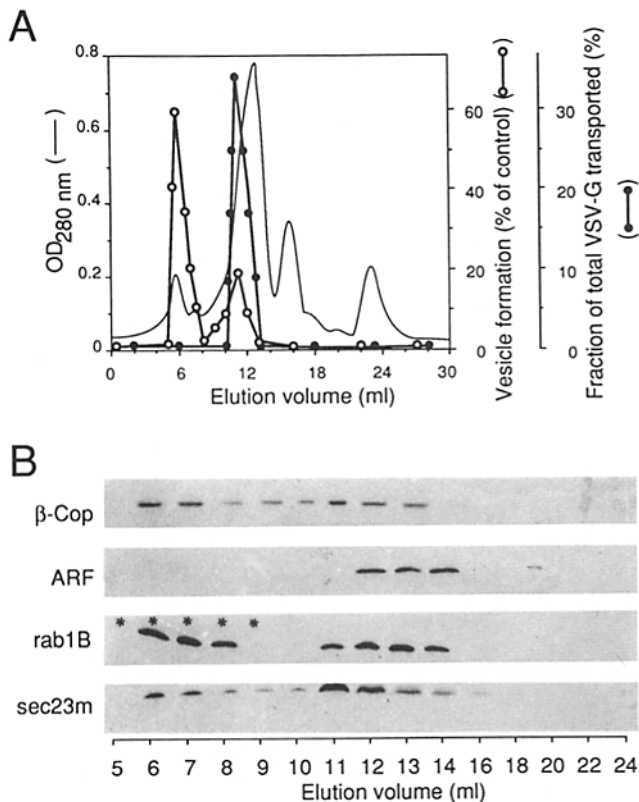 A
OD280 nm (—)
0.8
0.6
0.4
0.2
0
0 6 12 18 24 30
Elution volume (ml)
60
40
20
0
Vesicle formation (% of control) ( )
30
20
10
0
Fraction of total VSV-G transported (%)
( )
B
β-Cop
ARF
rab1B
* * * * *
sec23m
5 6 7 8 9 10 11 12 13 14 16 18 20 22 24
Elution volume (ml)